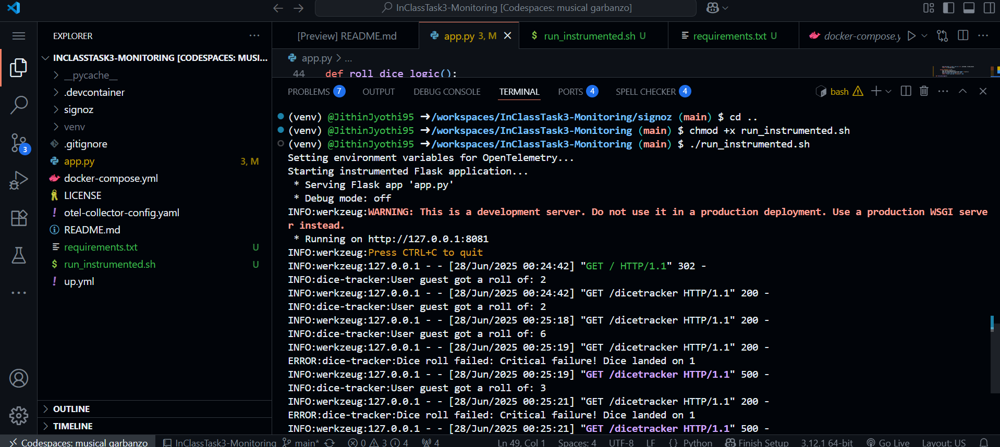 InClassTask3-Monitoring [Codespaces: musical garbanzo]
EXPLORER
INCLASSTASK3-MONITORING [CODESPACES: MUSI...
__pycache__
.devcontainer
signoz
venv
.gitignore
app.py 3, M
docker-compose.yml
LICENSE
otel-collector-config.yaml
README.md
requirements.txt U
run_instrumented.sh U
up.yml
3
OUTLINE
TIMELINE
[Preview] README.md
app.py 3, M
run_instrumented.sh U
requirements.txt U
docker-compose.y
app.py > ...
44 def roll_dice_logic():
PROBLEMS 7 OUTPUT DEBUG CONSOLE TERMINAL PORTS 4 SPELL CHECKER 4 bash
(venv) @JithinJyothi95 ➜/workspaces/InClassTask3-Monitoring/signoz (main) $ cd ..
(venv) @JithinJyothi95 ➜/workspaces/InClassTask3-Monitoring (main) $ chmod +x run_instrumented.sh
(venv) @JithinJyothi95 ➜/workspaces/InClassTask3-Monitoring (main) $ ./run_instrumented.sh
Setting environment variables for OpenTelemetry...
Starting instrumented Flask application...
* Serving Flask app 'app.py'
* Debug mode: off
INFO:werkzeug:WARNING: This is a development server. Do not use it in a production deployment. Use a production WSGI serve
r instead.
* Running on http://127.0.0.1:8081
INFO:werkzeug:Press CTRL+C to quit
INFO:werkzeug:127.0.0.1 - - [28/Jun/2025 00:24:42] "GET / HTTP/1.1" 302 -
INFO:dice-tracker:User guest got a roll of: 2
INFO:werkzeug:127.0.0.1 - - [28/Jun/2025 00:24:42] "GET /dicetracker HTTP/1.1" 200 -
INFO:dice-tracker:User guest got a roll of: 2
INFO:werkzeug:127.0.0.1 - - [28/Jun/2025 00:25:18] "GET /dicetracker HTTP/1.1" 200 -
INFO:dice-tracker:User guest got a roll of: 6
INFO:werkzeug:127.0.0.1 - - [28/Jun/2025 00:25:19] "GET /dicetracker HTTP/1.1" 200 -
ERROR:dice-tracker:Dice roll failed: Critical failure! Dice landed on 1
INFO:werkzeug:127.0.0.1 - - [28/Jun/2025 00:25:19] "GET /dicetracker HTTP/1.1" 500 -
INFO:dice-tracker:User guest got a roll of: 3
INFO:werkzeug:127.0.0.1 - - [28/Jun/2025 00:25:21] "GET /dicetracker HTTP/1.1" 200 -
ERROR:dice-tracker:Dice roll failed: Critical failure! Dice landed on 1
INFO:werkzeug:127.0.0.1 - - [28/Jun/2025 00:25:21] "GET /dicetracker HTTP/1.1" 500 -
Codespaces: musical garbanzo InClassTask3-Monitoring main* 0 3 4 4 Ln 49, Col 1 Spaces: 4 UTF-8 LF {} Python Finish Setup 3.12.1 64-bit Go Live Layout: US